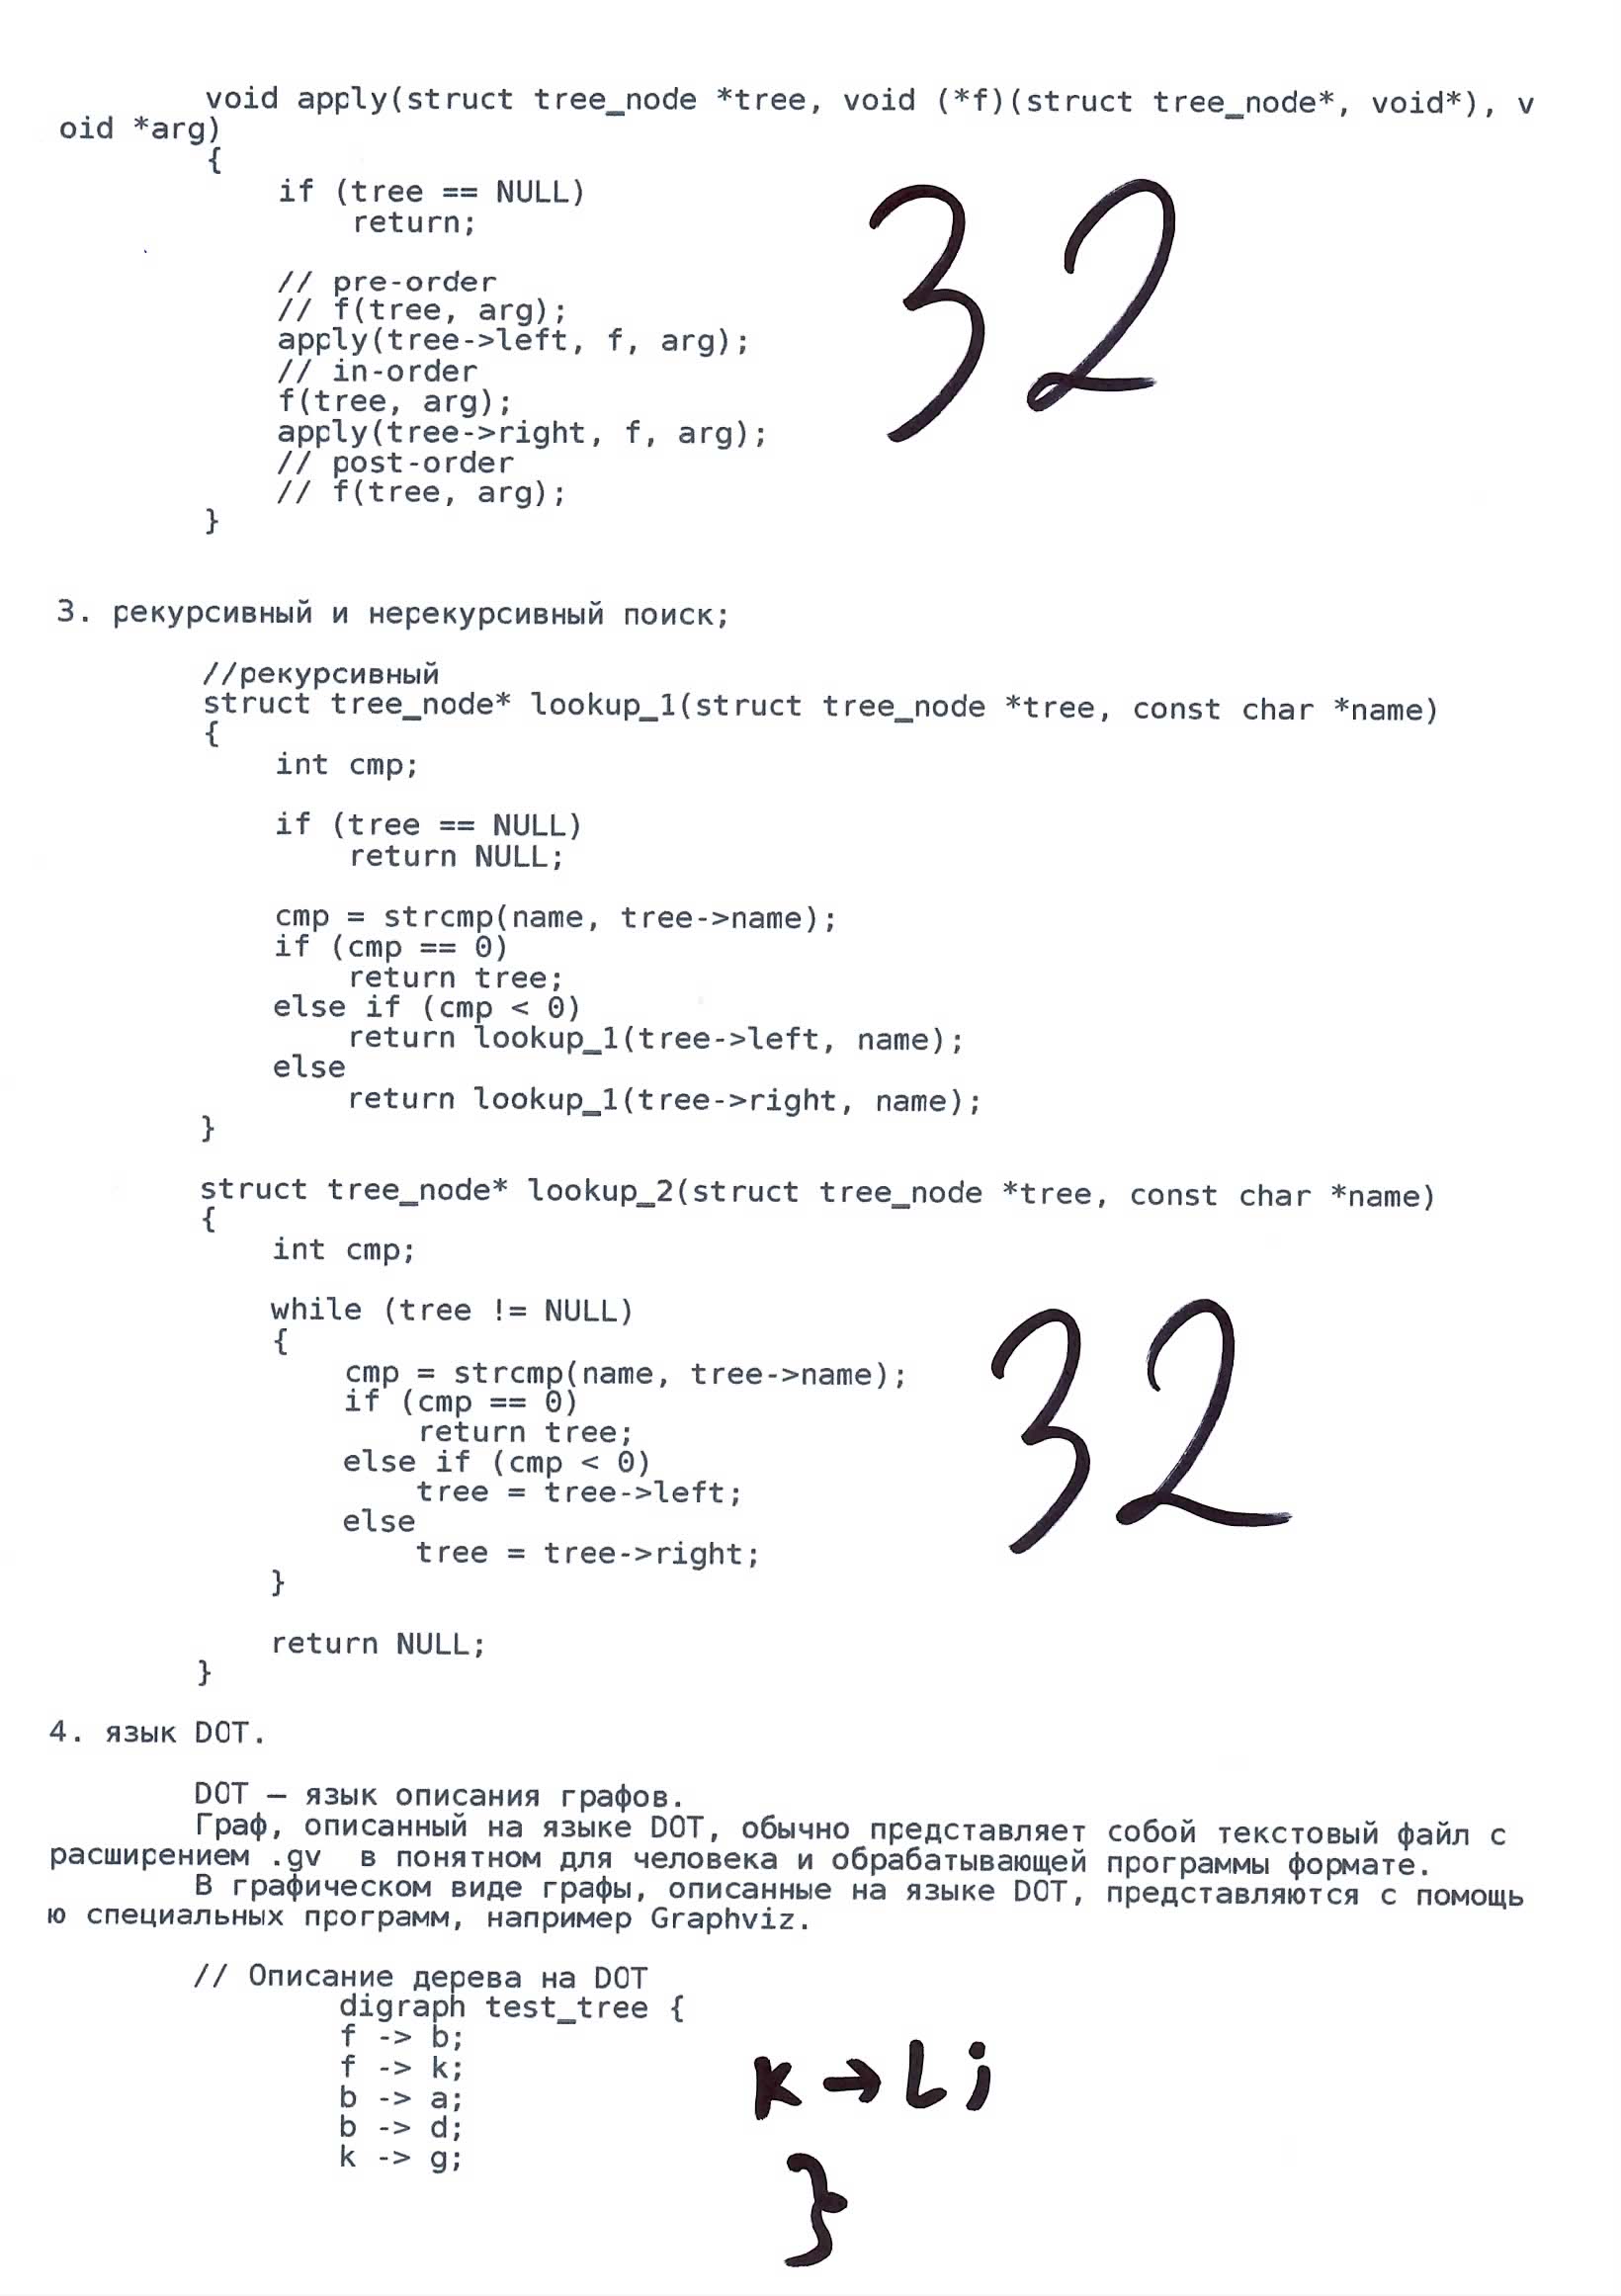 void apply(struct tree_node *tree, void (*f)(struct tree_node*, void*), v
oid *arg)
{
if (tree == NULL)
return;
32
// pre-order
// f(tree, arg);
apply(tree->left, f, arg);
// in-order
f(tree, arg);
apply(tree->right, f, arg);
// post-order
// f(tree, arg);
}
3. рекурсивный и нерекурсивный поиск;
//рекурсивный
struct tree_node* lookup_1(struct tree_node *tree, const char *name)
{
int cmp;
if (tree == NULL)
return NULL;
cmp = strcmp(name, tree->name);
if (cmp == 0)
return tree;
else if (cmp < 0)
return lookup_1(tree->left, name);
else
return lookup_1(tree->right, name);
}
struct tree_node* lookup_2(struct tree_node *tree, const char *name)
{
int cmp;
while (tree != NULL)
{
cmp = strcmp(name, tree->name);
if (cmp == 0)
return tree;
32
else if (cmp < 0)
tree = tree->left;
else
tree = tree->right;
}
return NULL;
}
4. язык DOT.
DOT — язык описания графов.
Граф, описанный на языке DOT, обычно представляет собой текстовый файл с
расширением .gv в понятном для человека и обрабатывающей программы формате.
В графическом виде графы, описанные на языке DOT, представляются с помощь
ю специальных программ, например Graphviz.
// Описание дерева на DOT
digraph test_tree {
f -> b;
f -> k;
b -> a;
b -> d;
k -> g;
k → L;
}